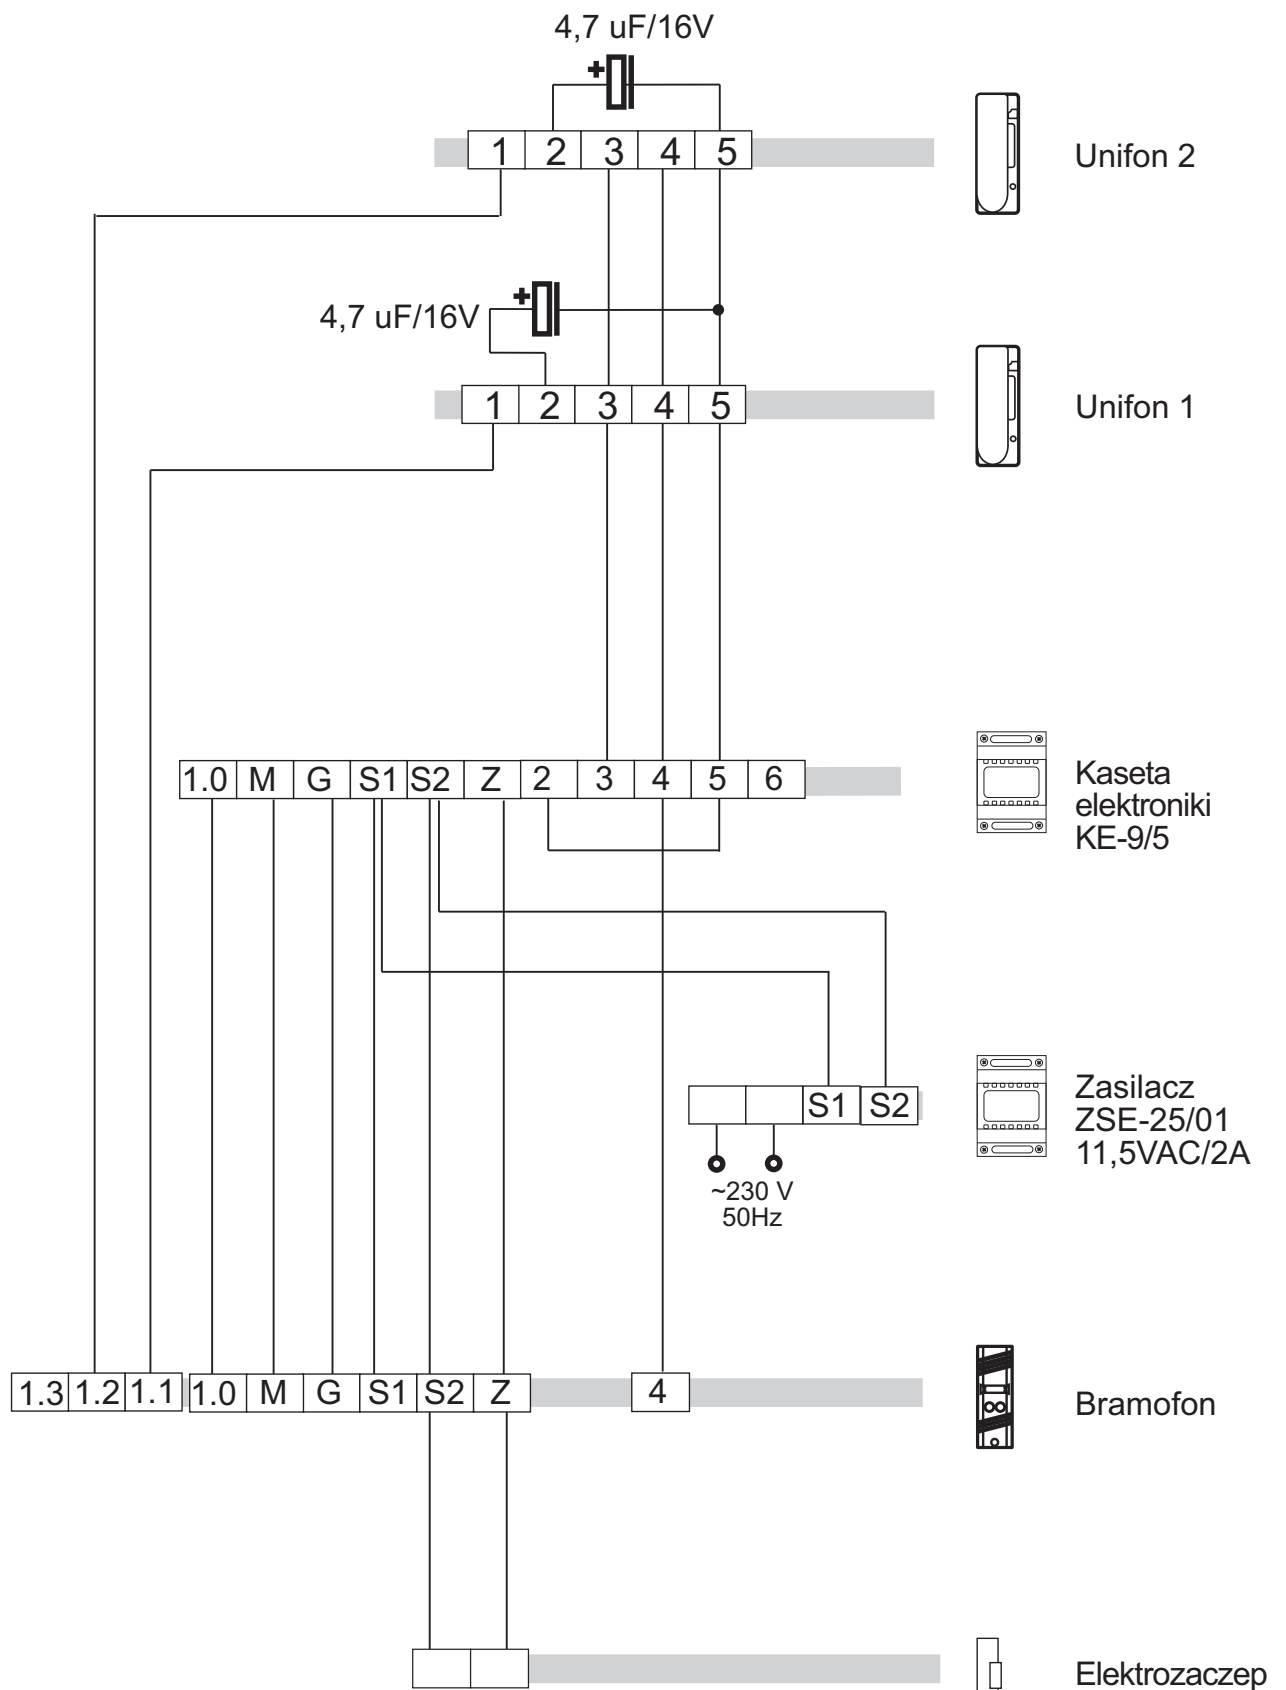 4,7 uF/16V
+
1 2 3 4 5
Unifon 2
+
4,7 uF/16V
1 2 3 4 5
Unifon 1
1.0 M G S1 S2 Z 2 3 4 5 6
Kaseta
elektroniki
KE-9/5
S1 S2
Zasilacz
ZSE-25/01
11,5VAC/2A
~230 V
50Hz
1.3 1.2 1.1 1.0 M G S1 S2 Z 4
Bramofon
Elektrozaczep